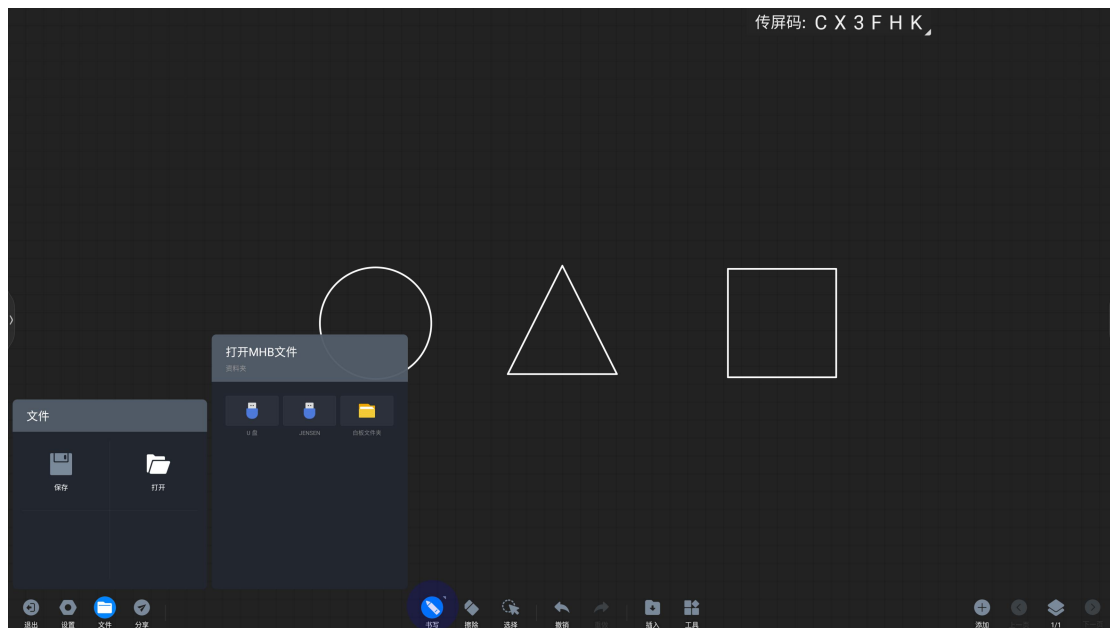 传屏码: CX3FHK
打开MHB文件
资料夹
U 盘
JENSEN
白板文件夹
文件
保存
打开
退出
设置
文件
分享
书写
擦除
选择
撤销
重做
插入
工具
添加
上一页
1/1
下一页